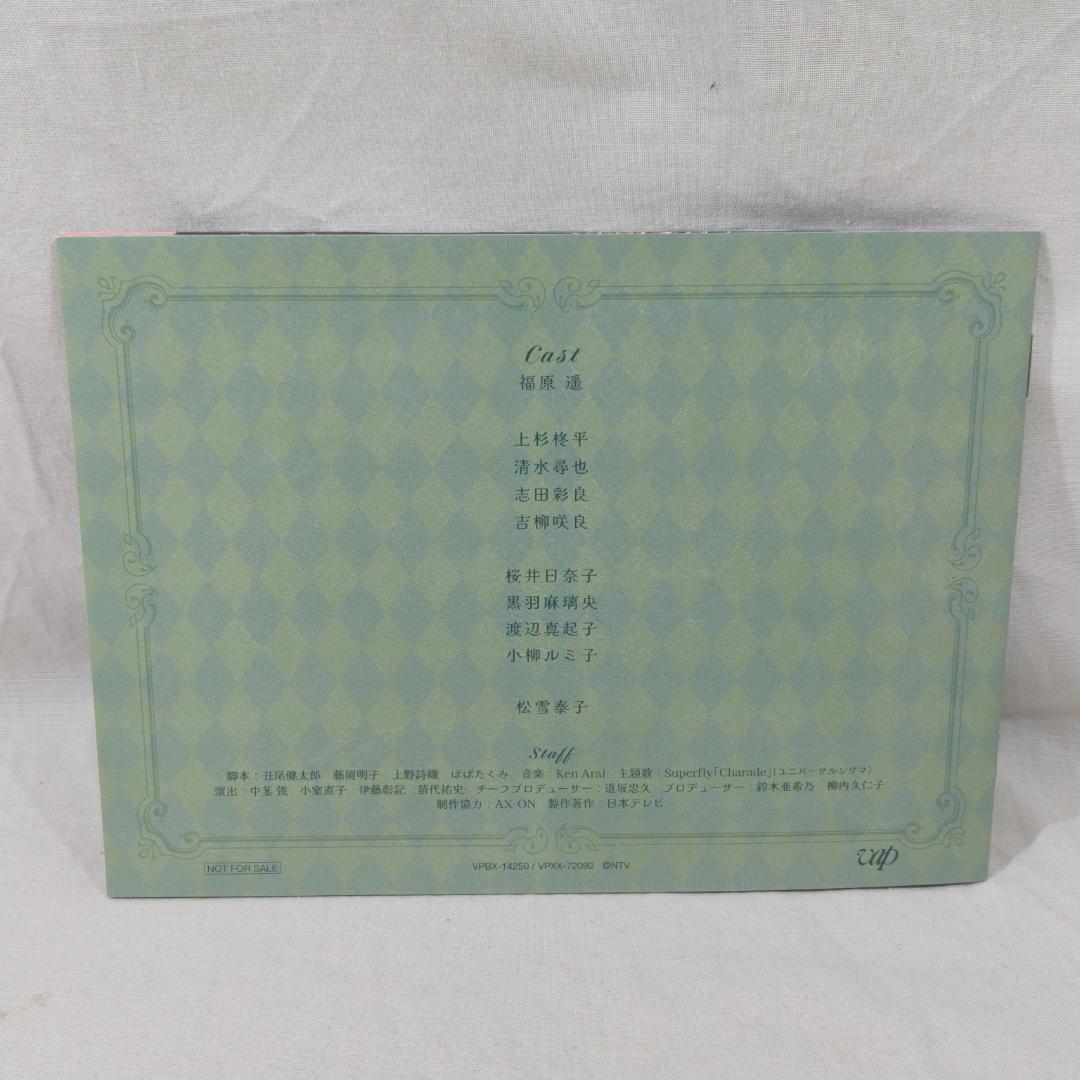 Cast
福原 遥
上杉柊平
清水尋也
志田彩良
吉柳咲良
桜井日奈子
黒羽麻璃央
渡辺真起子
小柳ルミ子
松雪泰子
Staff
脚本：丑尾健太郎　藤岡明子　上野詩織　ばばたくみ　音楽：Ken Arai　主題歌：Superfly「Charade」(ユニバーサルシグマ)
演出：中茎 強　小室直子　伊藤彰記　苗代祐史　チーフプロデューサー：道坂忠久　プロデューサー：鈴木亜希乃　柳内久仁子
制作協力：AX-ON　製作著作：日本テレビ
NOT FOR SALE
VPBX-14250 / VPXX-72092 ©NTV
vap